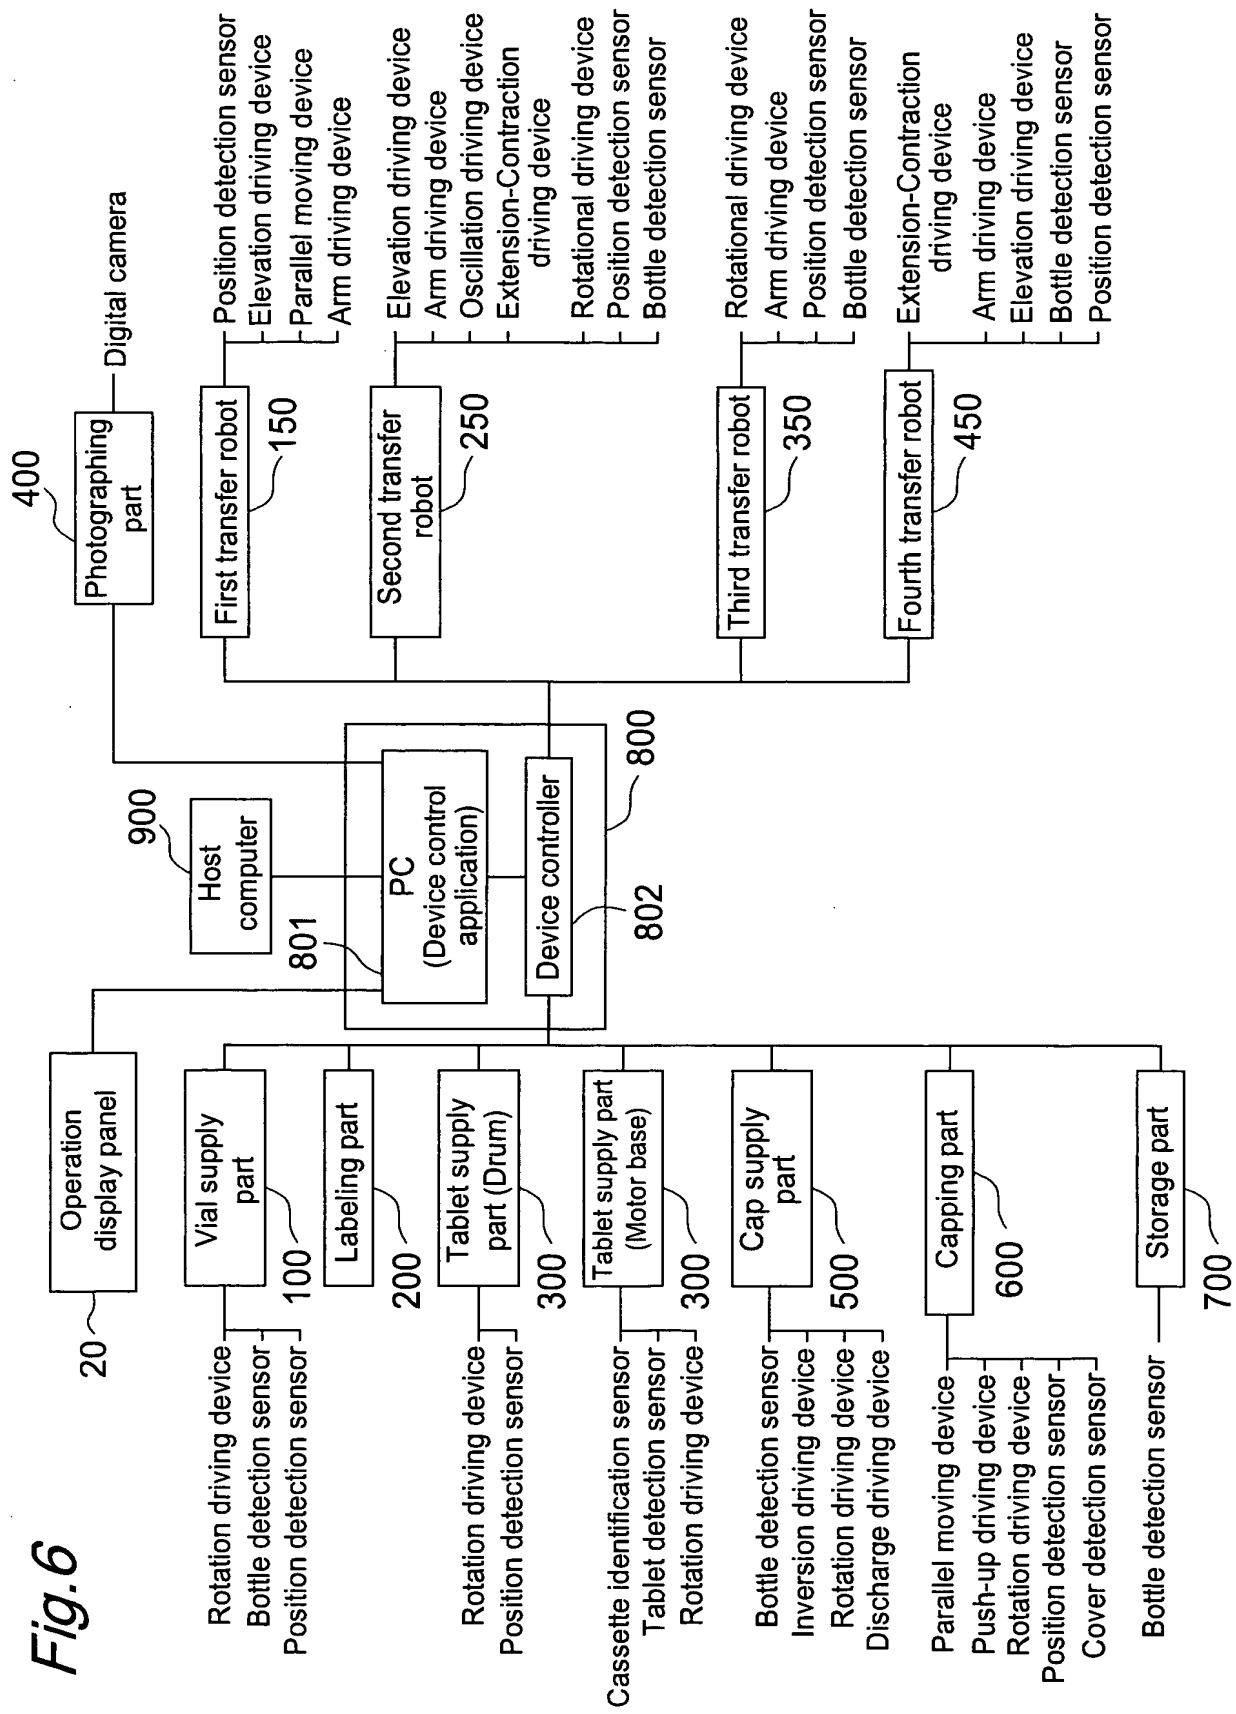 Fig.6
20
Operation
display panel
900
Host
computer
400
Photographing
part
Digital camera
801
PC
(Device control
application)
Device controller
802
800
Rotation driving device
Bottle detection sensor
Position detection sensor
Vial supply
part
100
Labeling part
200
Rotation driving device
Position detection sensor
Tablet supply
part (Drum)
300
Cassette identification sensor
Tablet detection sensor
Rotation driving device
Tablet supply part
(Motor base)
300
Bottle detection sensor
Inversion driving device
Rotation driving device
Discharge driving device
Cap supply
part
500
Parallel moving device
Push-up driving device
Rotation driving device
Position detection sensor
Cover detection sensor
Capping part
600
Bottle detection sensor
Storage part
700
First transfer robot
150
Position detection sensor
Elevation driving device
Parallel moving device
Arm driving device
Second transfer
robot
250
Elevation driving device
Arm driving device
Oscillation driving device
Extension-Contraction
driving device
Rotational driving device
Position detection sensor
Bottle detection sensor
Third transfer robot
350
Rotational driving device
Arm driving device
Position detection sensor
Bottle detection sensor
Fourth transfer robot
450
Extension-Contraction
driving device
Arm driving device
Elevation driving device
Bottle detection sensor
Position detection sensor